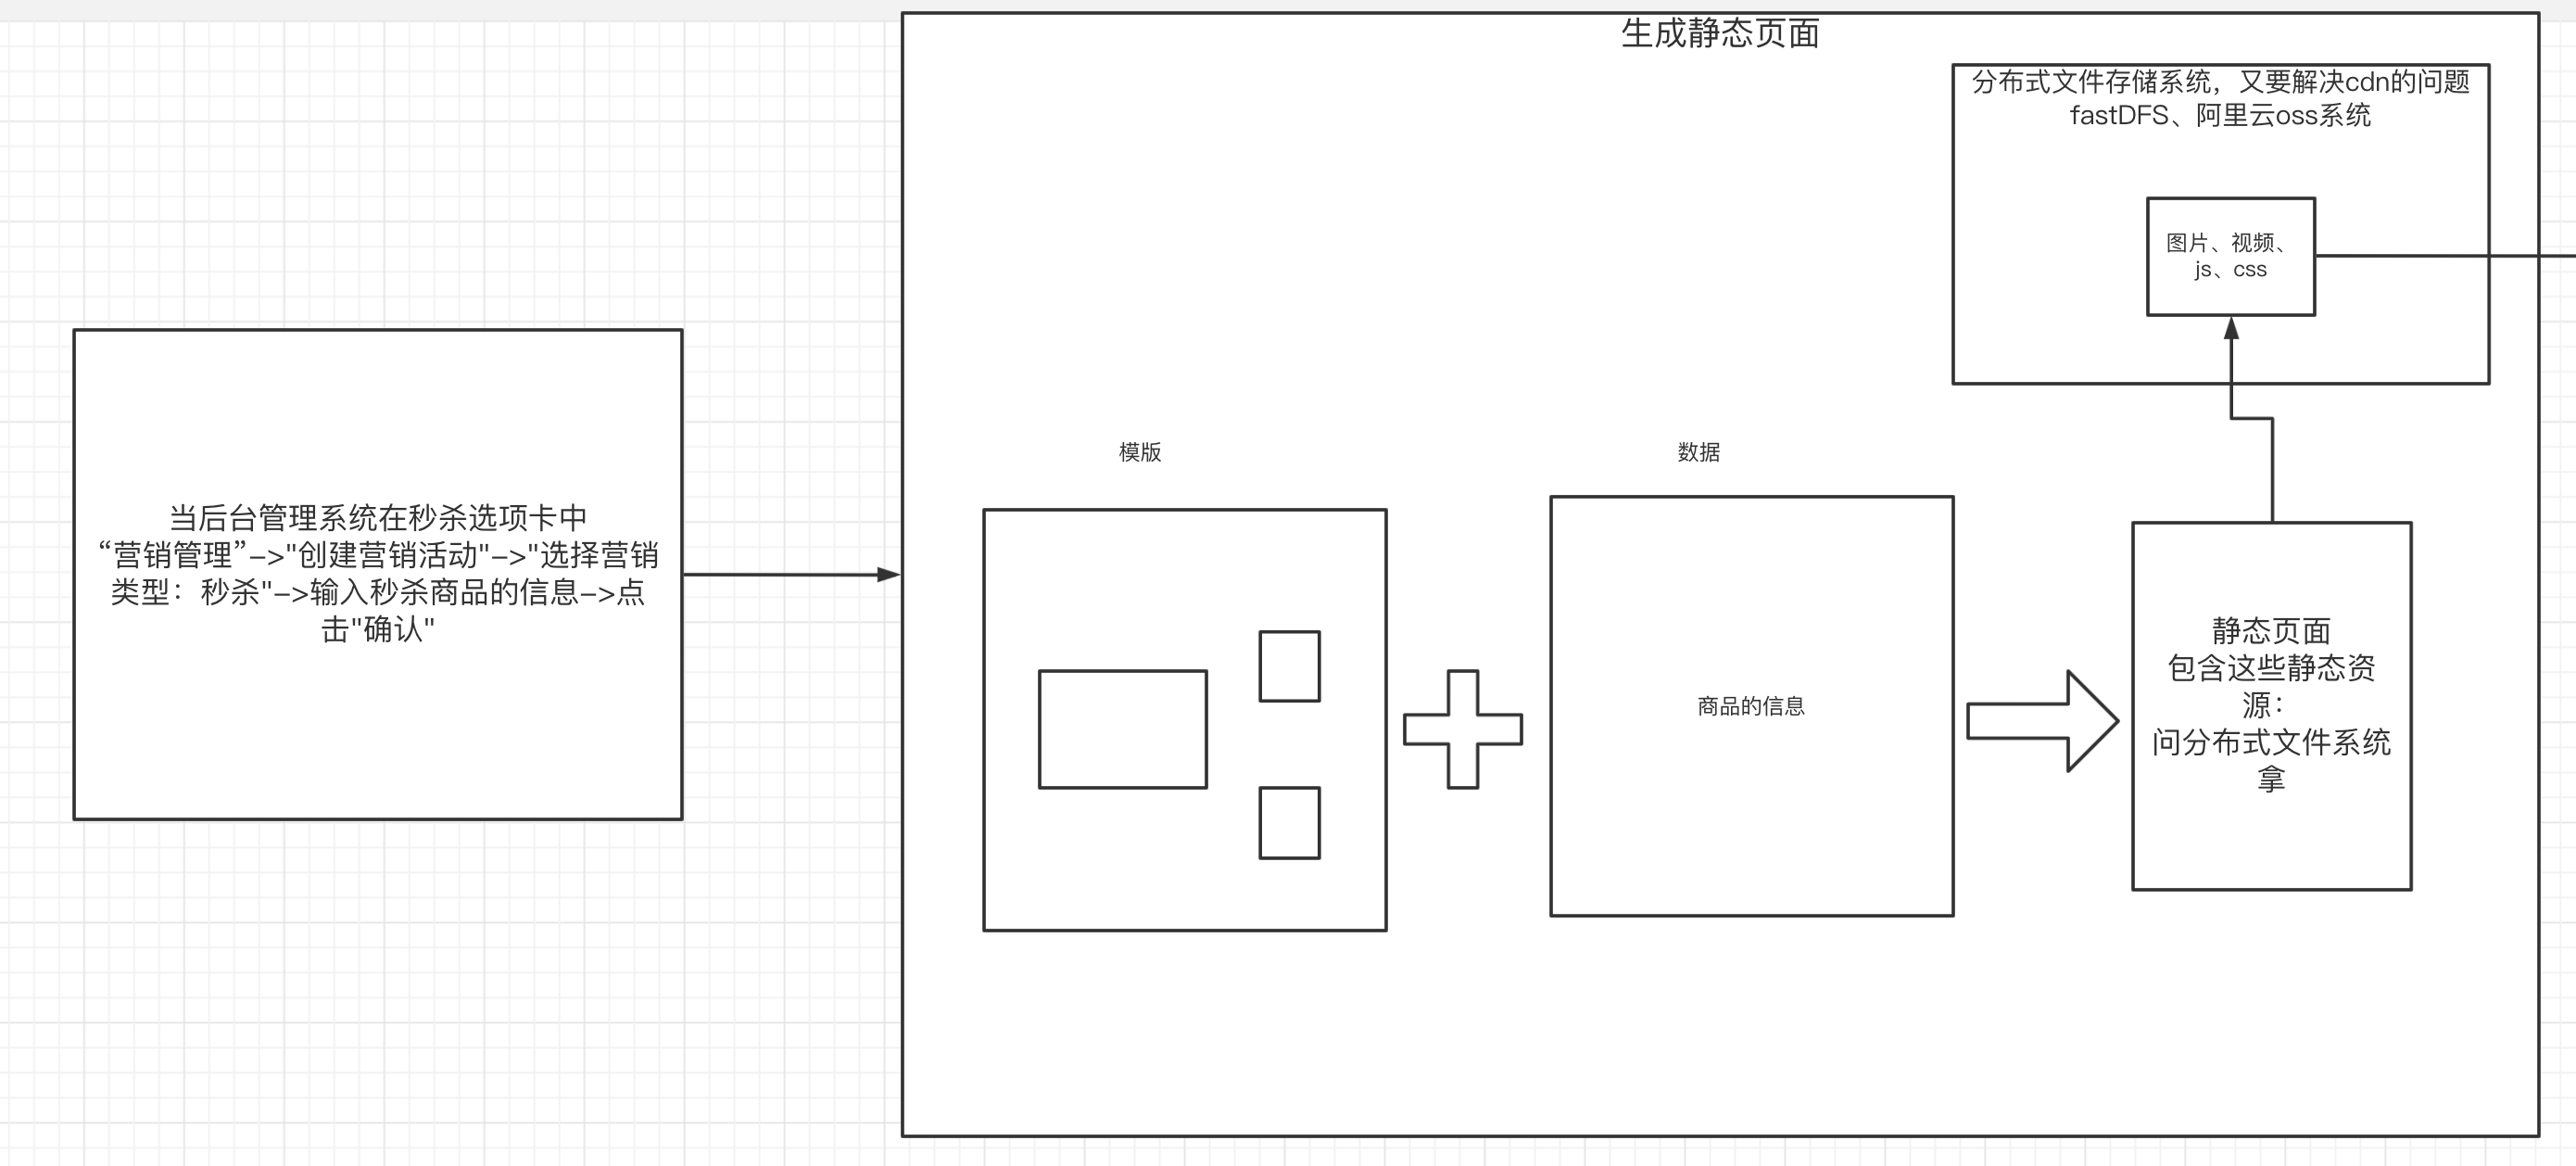 生成静态页面
分布式文件存储系统，又要解决cdn的问题
fastDFS、阿里云oss系统
图片、视频、
js、css
当后台管理系统在秒杀选项卡中
“营销管理”–>"创建营销活动"–>"选择营销
类型：秒杀"–>输入秒杀商品的信息–>点
击"确认"
模版
数据
商品的信息
静态页面
包含这些静态资
源：
问分布式文件系统
拿